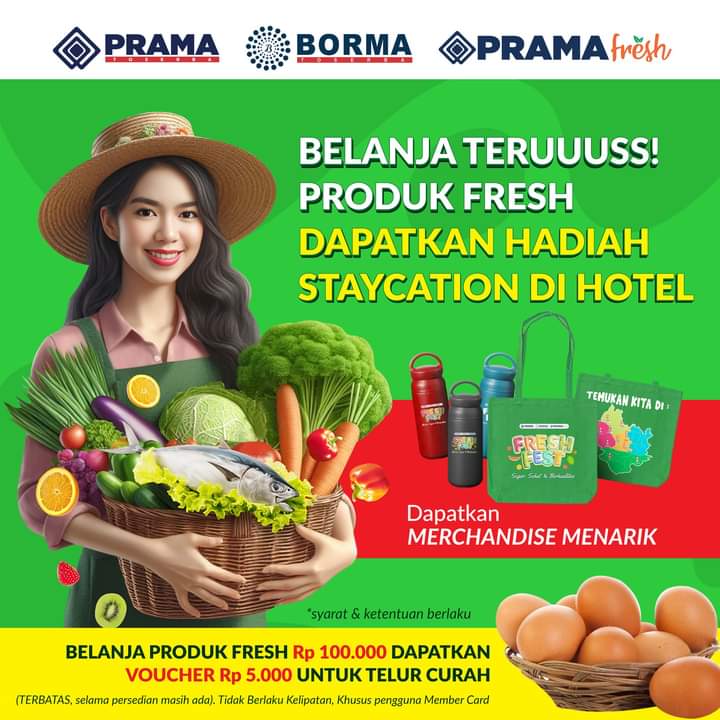 PRAMA
TOSERBA
BORMA
TOSERBA
PRAMA fresh
BELANJA TERUUUSS!
PRODUK FRESH
DAPATKAN HADIAH
STAYCATION DI HOTEL
TEMUKAN KITA DI :
FRESH
FEST
Dapatkan
MERCHANDISE MENARIK
*syarat & ketentuan berlaku
BELANJA PRODUK FRESH Rp 100.000 DAPATKAN
VOUCHER Rp 5.000 UNTUK TELUR CURAH
(TERBATAS, selama persedian masih ada). Tidak Berlaku Kelipatan, Khusus pengguna Member Card